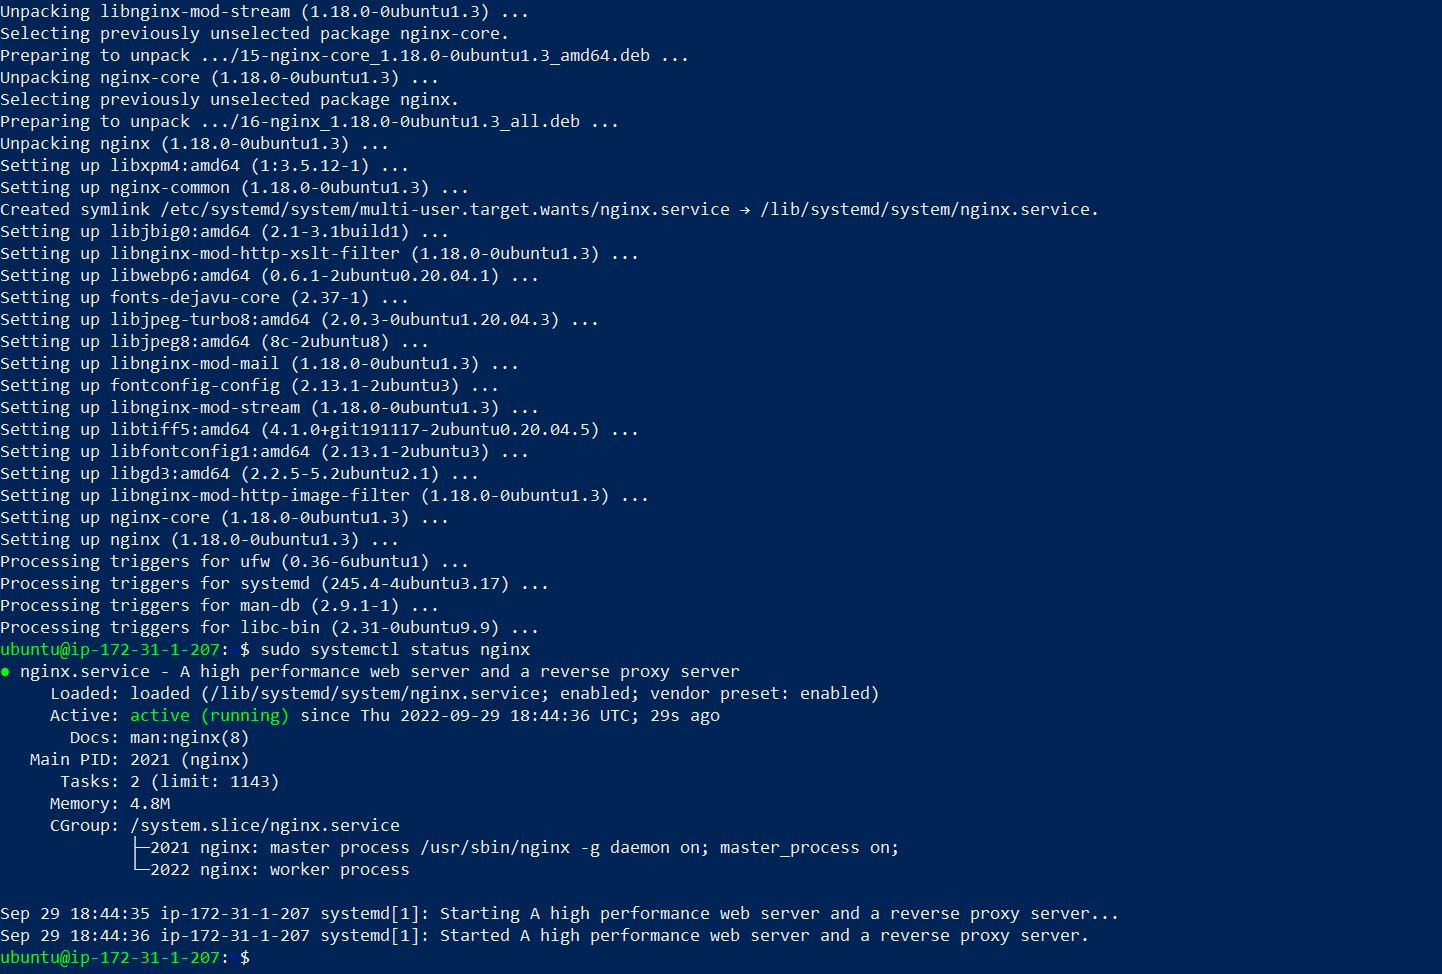 Unpacking libnginx-mod-stream (1.18.0-0ubuntu1.3) ...
Selecting previously unselected package nginx-core.
Preparing to unpack .../15-nginx-core_1.18.0-0ubuntu1.3_amd64.deb ...
Unpacking nginx-core (1.18.0-0ubuntu1.3) ...
Selecting previously unselected package nginx.
Preparing to unpack .../16-nginx_1.18.0-0ubuntu1.3_all.deb ...
Unpacking nginx (1.18.0-0ubuntu1.3) ...
Setting up libxpm4:amd64 (1:3.5.12-1) ...
Setting up nginx-common (1.18.0-0ubuntu1.3) ...
Created symlink /etc/systemd/system/multi-user.target.wants/nginx.service → /lib/systemd/system/nginx.service.
Setting up libjbig0:amd64 (2.1-3.1build1) ...
Setting up libnginx-mod-http-xslt-filter (1.18.0-0ubuntu1.3) ...
Setting up libwebp6:amd64 (0.6.1-2ubuntu0.20.04.1) ...
Setting up fonts-dejavu-core (2.37-1) ...
Setting up libjpeg-turbo8:amd64 (2.0.3-0ubuntu1.20.04.3) ...
Setting up libjpeg8:amd64 (8c-2ubuntu8) ...
Setting up libnginx-mod-mail (1.18.0-0ubuntu1.3) ...
Setting up fontconfig-config (2.13.1-2ubuntu3) ...
Setting up libnginx-mod-stream (1.18.0-0ubuntu1.3) ...
Setting up libtiff5:amd64 (4.1.0+git191117-2ubuntu0.20.04.5) ...
Setting up libfontconfig1:amd64 (2.13.1-2ubuntu3) ...
Setting up libgd3:amd64 (2.2.5-5.2ubuntu2.1) ...
Setting up libnginx-mod-http-image-filter (1.18.0-0ubuntu1.3) ...
Setting up nginx-core (1.18.0-0ubuntu1.3) ...
Setting up nginx (1.18.0-0ubuntu1.3) ...
Processing triggers for ufw (0.36-6ubuntu1) ...
Processing triggers for systemd (245.4-4ubuntu3.17) ...
Processing triggers for man-db (2.9.1-1) ...
Processing triggers for libc-bin (2.31-0ubuntu9.9) ...
ubuntu@ip-172-31-1-207:~$ sudo systemctl status nginx
● nginx.service - A high performance web server and a reverse proxy server
Loaded: loaded (/lib/systemd/system/nginx.service; enabled; vendor preset: enabled)
Active: active (running) since Thu 2022-09-29 18:44:36 UTC; 29s ago
Docs: man:nginx(8)
Main PID: 2021 (nginx)
Tasks: 2 (limit: 1143)
Memory: 4.8M
CGroup: /system.slice/nginx.service
├─2021 nginx: master process /usr/sbin/nginx -g daemon on; master_process on;
└─2022 nginx: worker process
Sep 29 18:44:35 ip-172-31-1-207 systemd[1]: Starting A high performance web server and a reverse proxy server...
Sep 29 18:44:36 ip-172-31-1-207 systemd[1]: Started A high performance web server and a reverse proxy server.
ubuntu@ip-172-31-1-207:~$